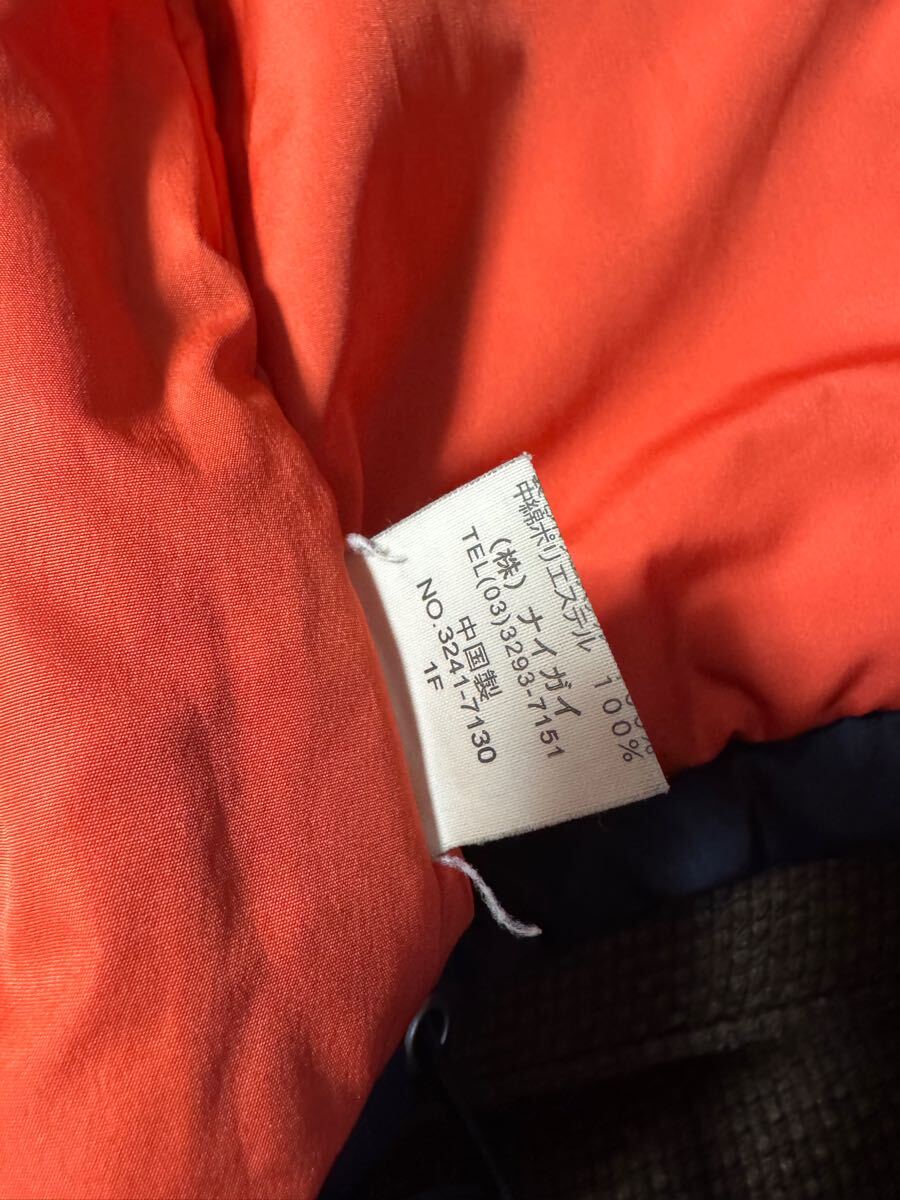 中綿ポリエステル 100%
(株) ナイガイ
TEL(03)3293-7151
中国製
NO.3241-7130
1F